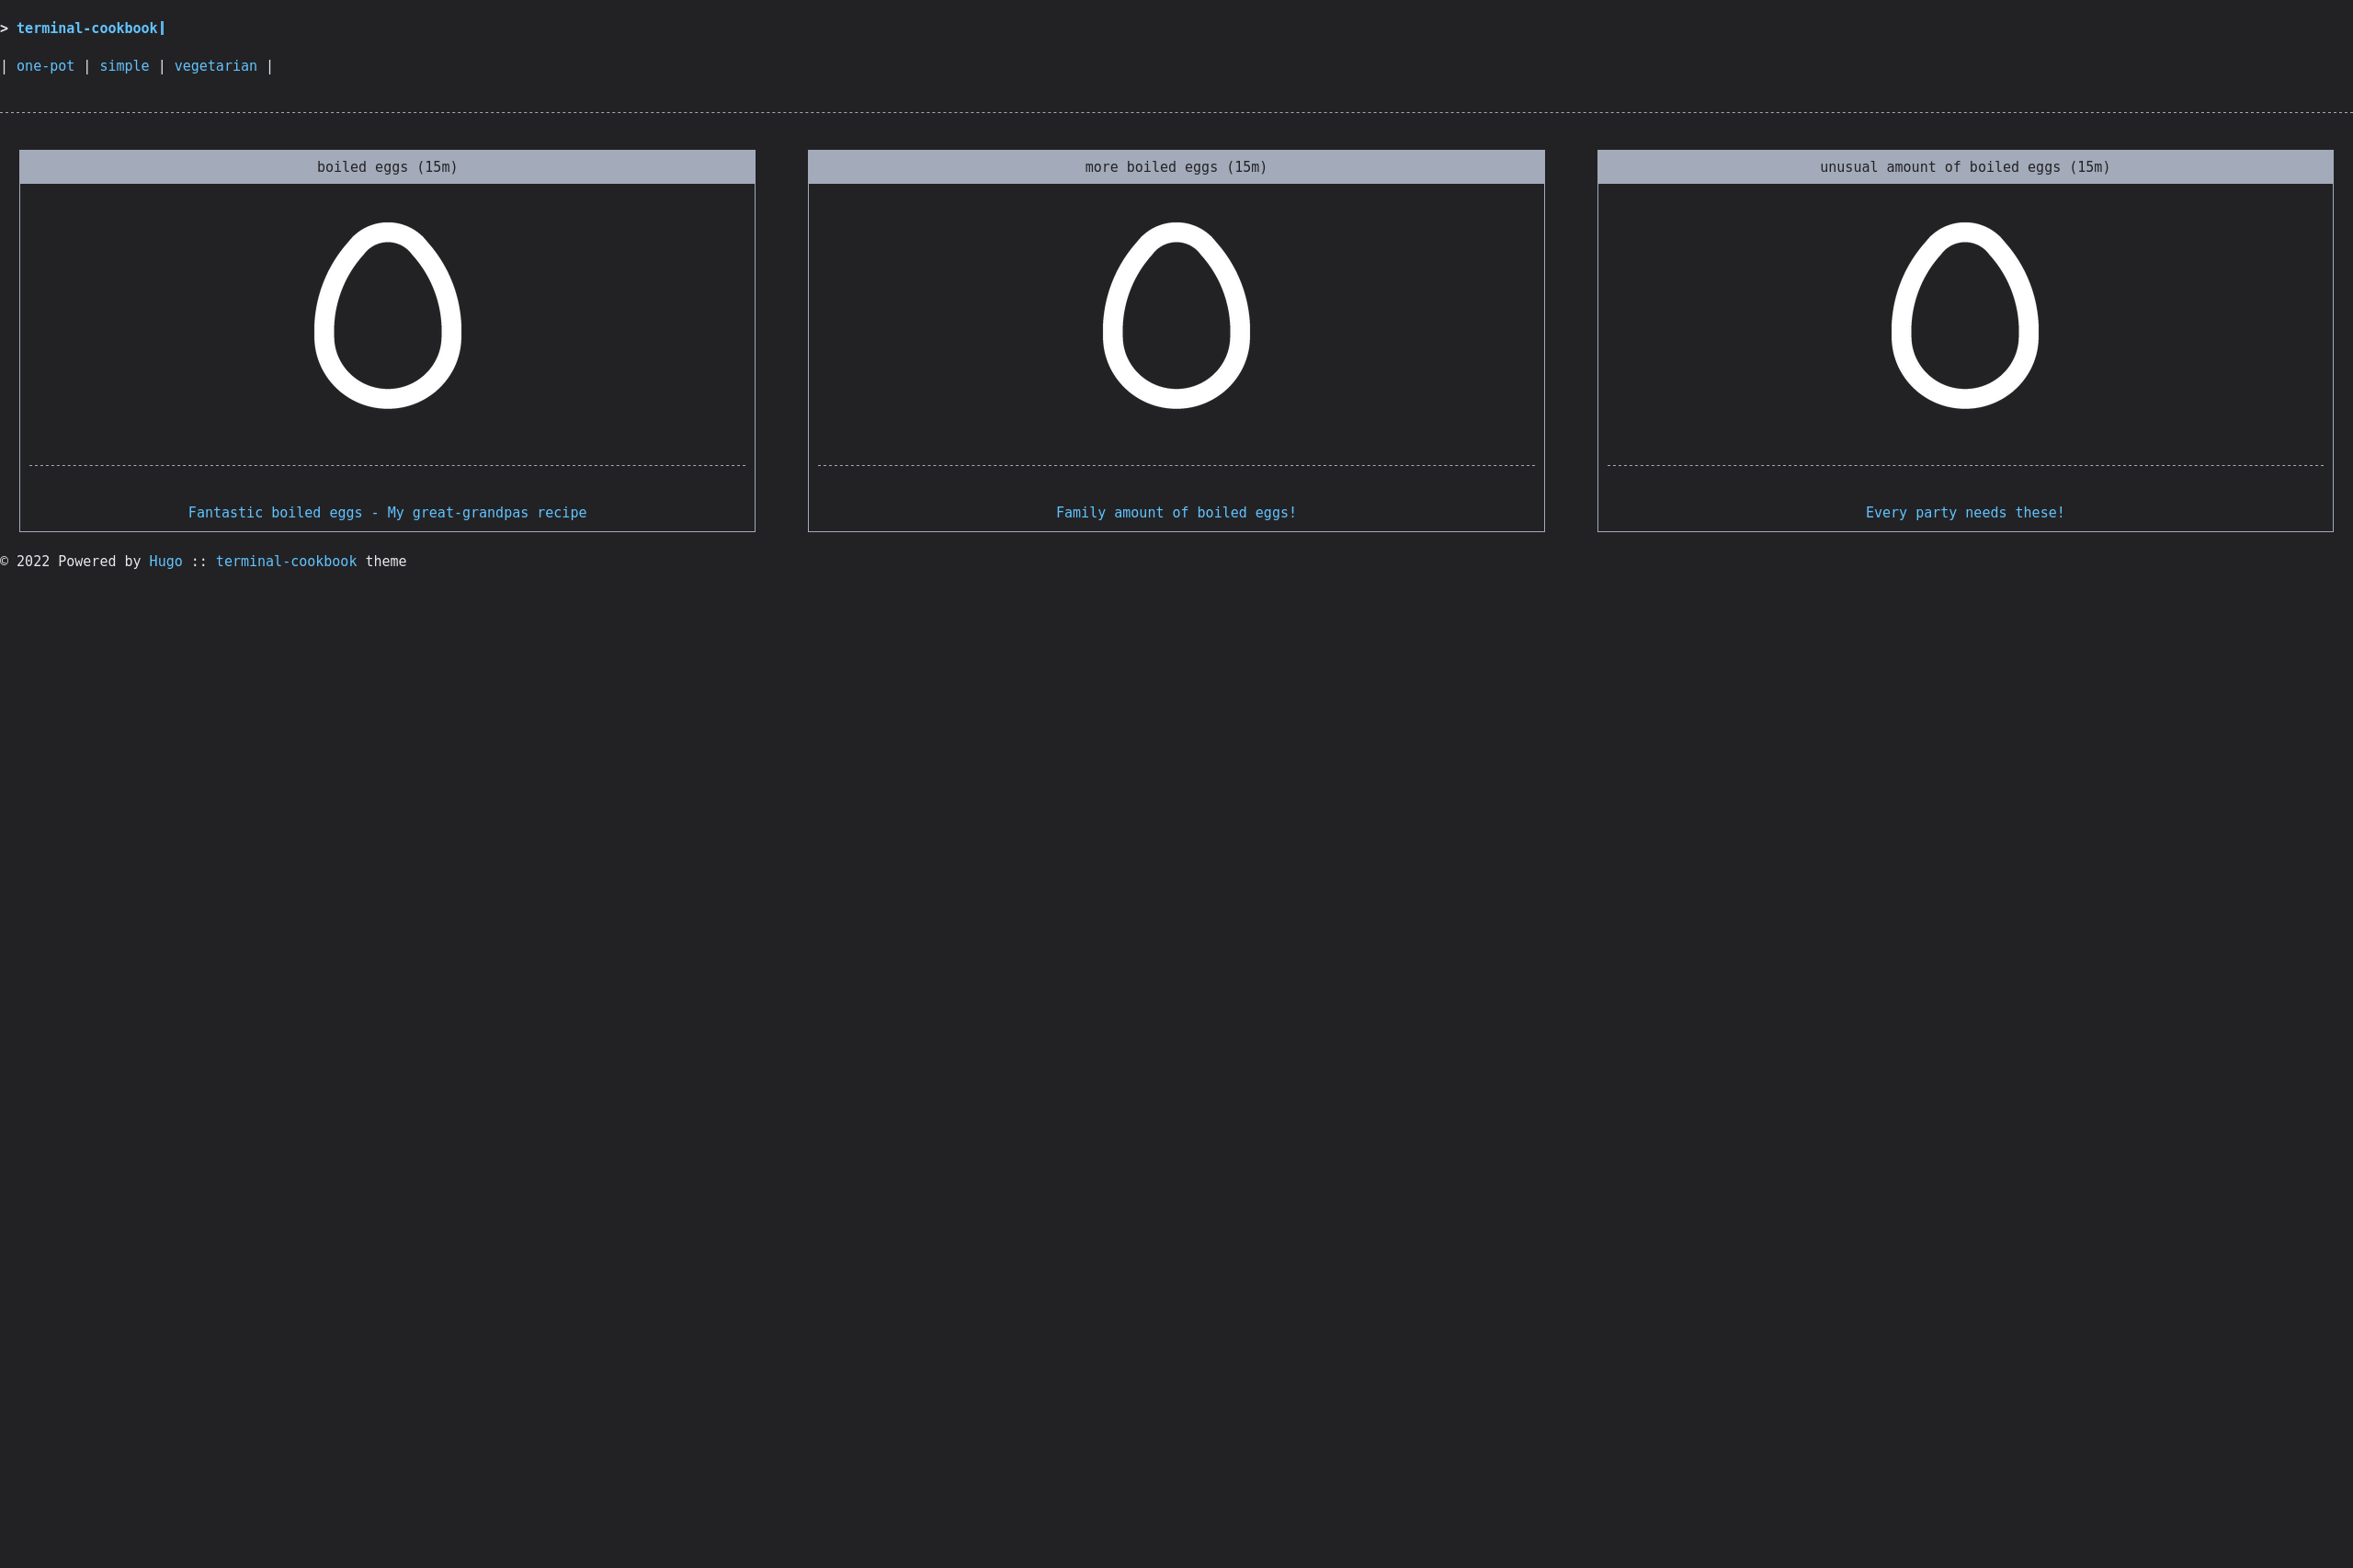 > terminal-cookbook
| one-pot | simple | vegetarian |
boiled eggs (15m)
more boiled eggs (15m)
unusual amount of boiled eggs (15m)
Fantastic boiled eggs - My great-grandpas recipe
Family amount of boiled eggs!
Every party needs these!
© 2022 Powered by Hugo :: terminal-cookbook theme